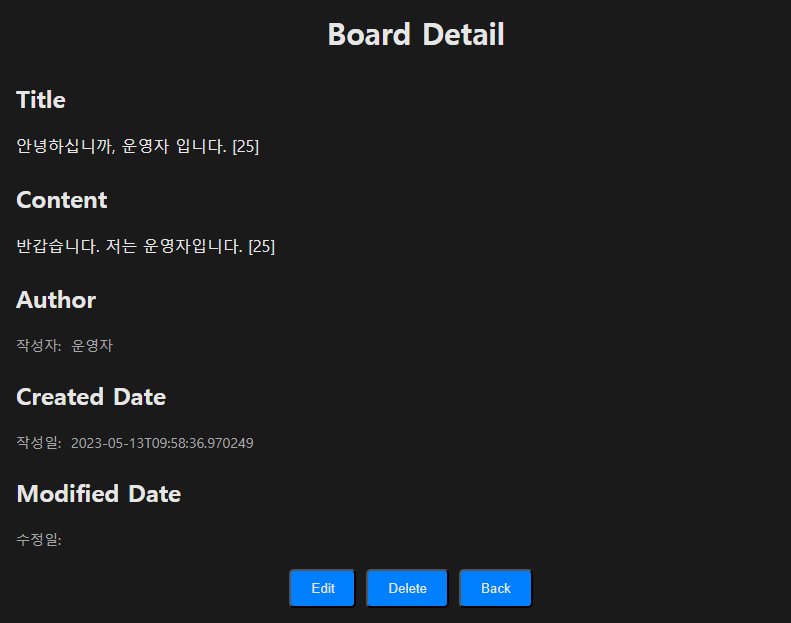 Board Detail
Title
안녕하십니까, 운영자 입니다. [25]
Content
반갑습니다. 저는 운영자입니다. [25]
Author
작성자: 운영자
Created Date
작성일: 2023-05-13T09:58:36.970249
Modified Date
수정일:
Edit Delete Back